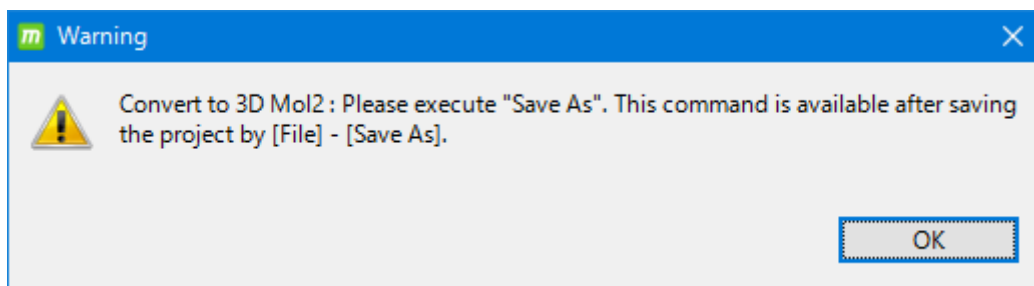 m Warning
Convert to 3D Mol2 : Please execute "Save As". This command is available after saving
the project by [File] - [Save As].
OK